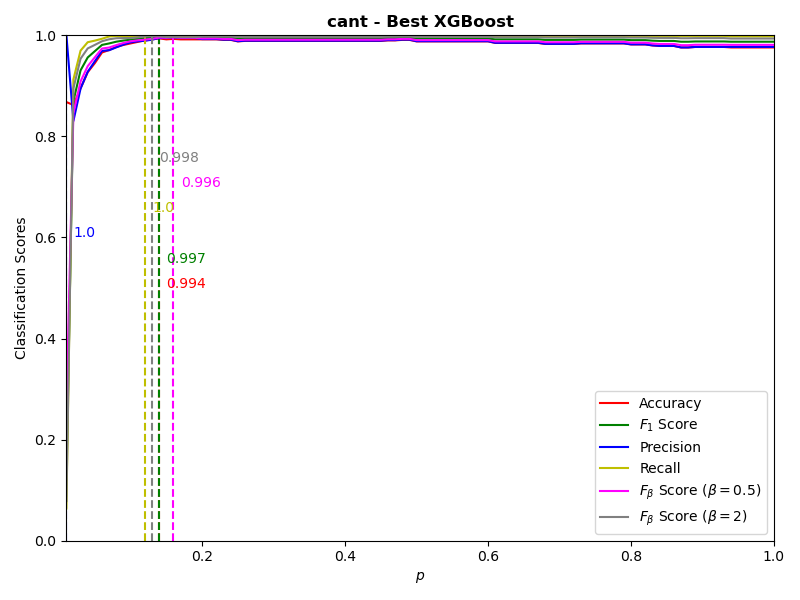 cant - Best XGBoost
Classification Scores
1.0
0.8
0.6
0.4
0.2
0.0
0.998
0.996
1.0
1.0
0.997
0.994
Accuracy
F₁ Score
Precision
Recall
Fᵦ Score (β = 0.5)
Fᵦ Score (β = 2)
0.2
0.4
0.6
0.8
1.0
p